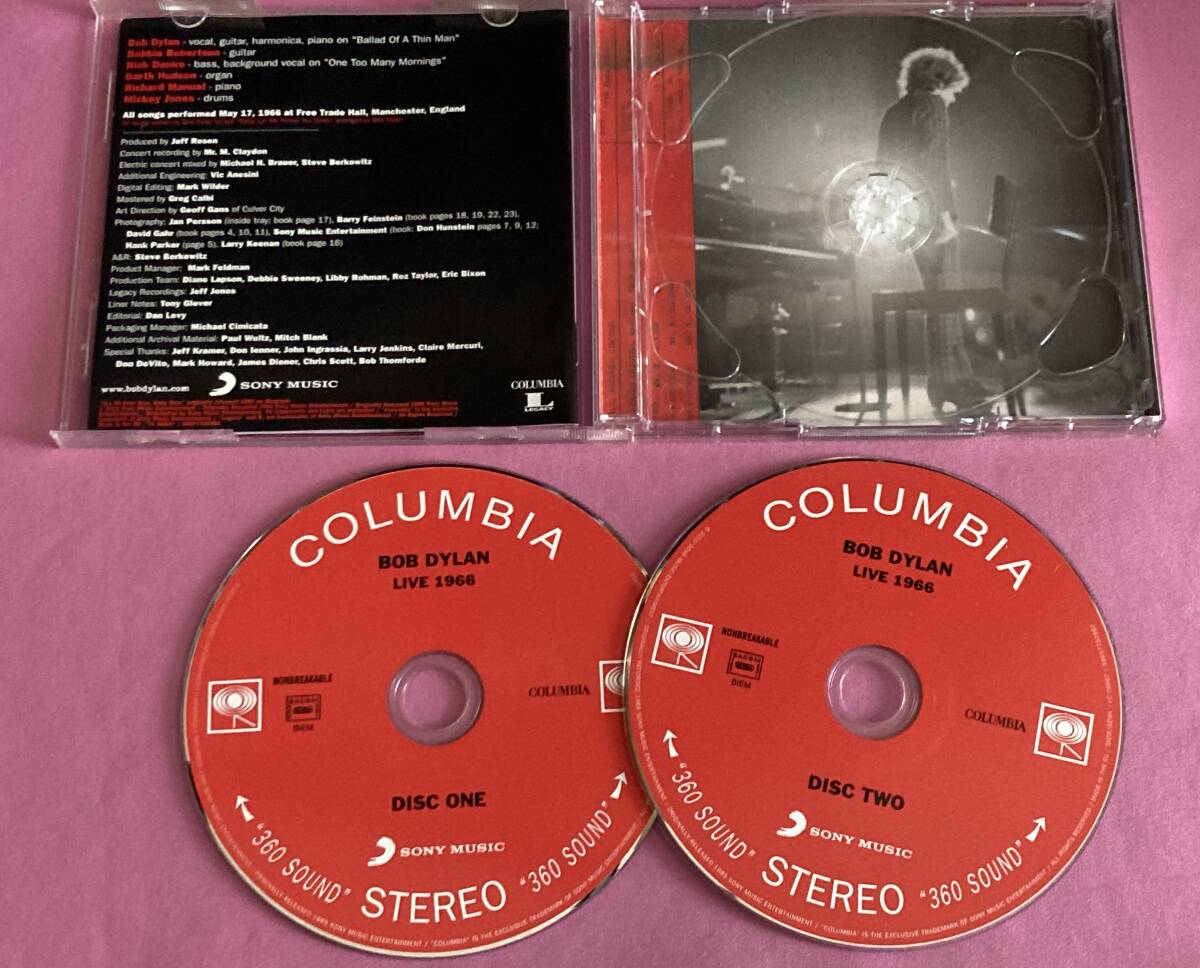 Bob Dylan - vocal, guitar, harmonica, piano on "Ballad Of A Thin Man"
Robbie Robertson - guitar
Rick Danko - bass, background vocal on "One Too Many Mornings"
Garth Hudson - organ
Richard Manual - piano
Mickey Jones - drums
All songs performed May 17, 1966 at Free Trade Hall, Manchester, England
Produced by Jeff Rosen
Concert recording by Mr. M. Claydon
Electric concert mixed by Michael H. Brauer, Steve Berkowitz
Additional Engineering: Vic Anesini
Digital Editing: Mark Wilder
Mastered by Greg Calbi
Art Direction by Geoff Gans of Culver City
Photography: Jan Persson (inside tray; book page 17), Barry Feinstein (book pages 18, 19, 22, 23),
David Gahr (book pages 4, 10, 11), Sony Music Entertainment (book: Don Hunstein pages 7, 9, 12;
Hank Parker (page 5), Larry Keenan (book page 16)
A&R: Steve Berkowitz
Product Manager: Mark Feldman
Production Team: Diane Lapson, Debbie Sweeney, Libby Rohman, Roz Taylor, Eric Bixon
Legacy Recordings: Jeff Jones
Liner Notes: Tony Glover
Editorial: Dan Levy
Packaging Manager: Michael Cimicata
Additional Archival Material: Paul Wultz, Mitch Blank
Special Thanks: Jeff Kramer, Don Ienner, John Ingrassia, Larry Jenkins, Claire Mercuri,
Don DeVito, Mark Howard, James Diener, Chris Scott, Bob Thomforde
www.bobdylan.com
SONY MUSIC
COLUMBIA
L
LEGACY
COLUMBIA
BOB DYLAN
LIVE 1966
NONBREAKABLE
SACEM
BIEM
COLUMBIA
DISC ONE
SONY MUSIC
"360 SOUND" STEREO "360 SOUND"
COLUMBIA
BOB DYLAN
LIVE 1966
NONBREAKABLE
SACEM
BIEM
COLUMBIA
DISC TWO
SONY MUSIC
"360 SOUND" STEREO "360 SOUND"